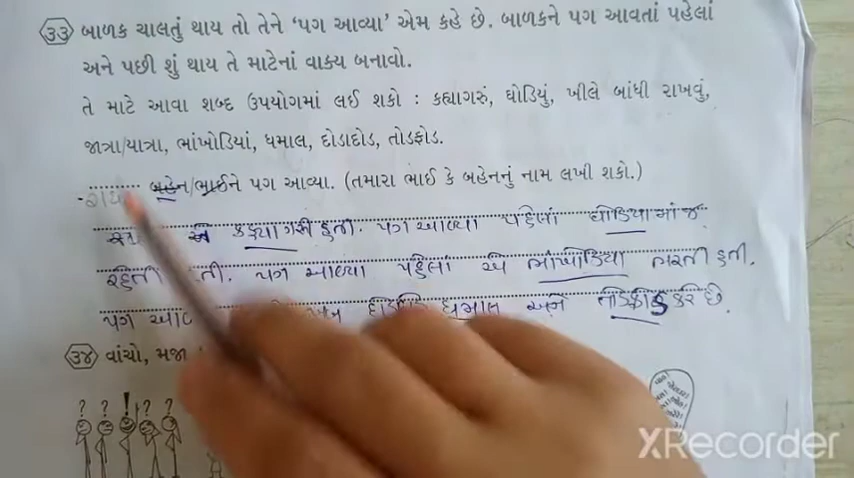 ૩૩ બાળક ચાલતું થાય તો તેને ‘પગ આવ્યા’ એમ કહે છે. બાળકને પગ આવતાં પહેલાં
અને પછી શું થાય તે માટેનાં વાક્ય બનાવો.
તે માટે આવા શબ્દ ઉપયોગમાં લઈ શકો : કહ્યાગરું, ઘોડિયું, ખીલે બાંધી રાખવું,
જાત્રા/યાત્રા, ભાંખોડિયાં, ધમાલ, દોડાદોડ, તોડફોડ.
બહેન/ભાઈને પગ આવ્યા. (તમારા ભાઈ કે બહેનનું નામ લખી શકો.)
કહ્યાગરી હતી. પગ આવ્યા પહેલાં ઘોડિયામાં જ
રહેતી હતી. પગ આવ્યા પહેલાં એ ભાંખોડિયા ભરતી હતી.
પગ ધમાલ અને તોડફોડ કરે છે.
૩૪ વાંચો, મજા
? ? ! ? ?
XRecorder